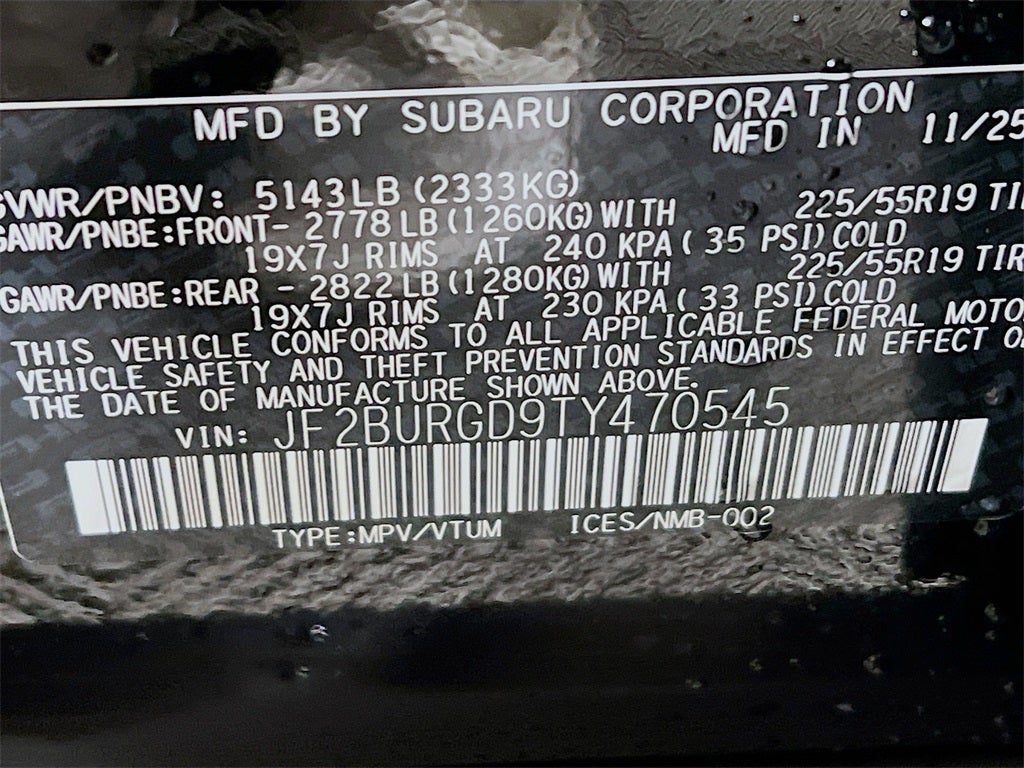 MFD BY SUBARU CORPORATION
MFD IN 11/25
GVWR/PNBV: 5143LB (2333KG)
GAWR/PNBE:FRONT- 2778LB(1260KG)WITH 225/55R19 TI
19X7J RIMS AT 240 KPA( 35 PSI)COLD
GAWR/PNBE:REAR - 2822LB(1280KG)WITH 225/55R19 TIR
19X7J RIMS AT 230 KPA( 33 PSI)COLD
THIS VEHICLE CONFORMS TO ALL APPLICABLE FEDERAL MOTO
VEHICLE SAFETY AND THEFT PREVENTION STANDARDS IN EFFECT O
THE DATE OF MANUFACTURE SHOWN ABOVE.
VIN: JF2BURGD9TY470545
TYPE:MPV/VTUM ICES/NMB-002